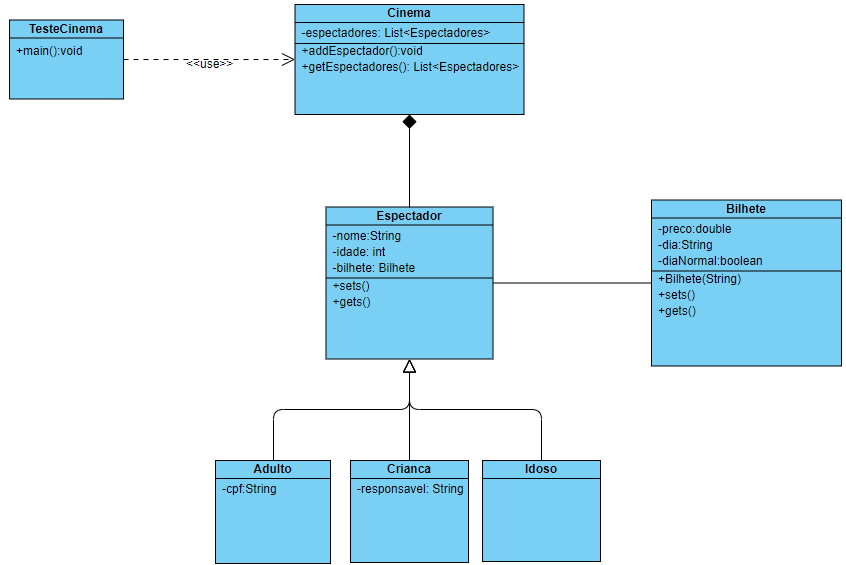 TesteCinema
+main():void
<<use>>
Cinema
-espectadores: List<Espectadores>
+addEspectador():void
+getEspectadores(): List<Espectadores>
Espectador
-nome:String
-idade: int
-bilhete: Bilhete
+sets()
+gets()
Bilhete
-preco:double
-dia:String
-diaNormal:boolean
+Bilhete(String)
+sets()
+gets()
Adulto
-cpf:String
Crianca
-responsavel: String
Idoso